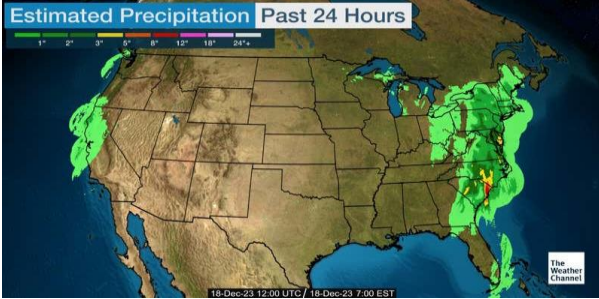 Estimated Precipitation Past 24 Hours
1" 2" 3" 5" 8" 12" 18" 24"+
The
Weather
Channel
18-Dec-23 12:00 UTC / 18-Dec-23 7:00 EST